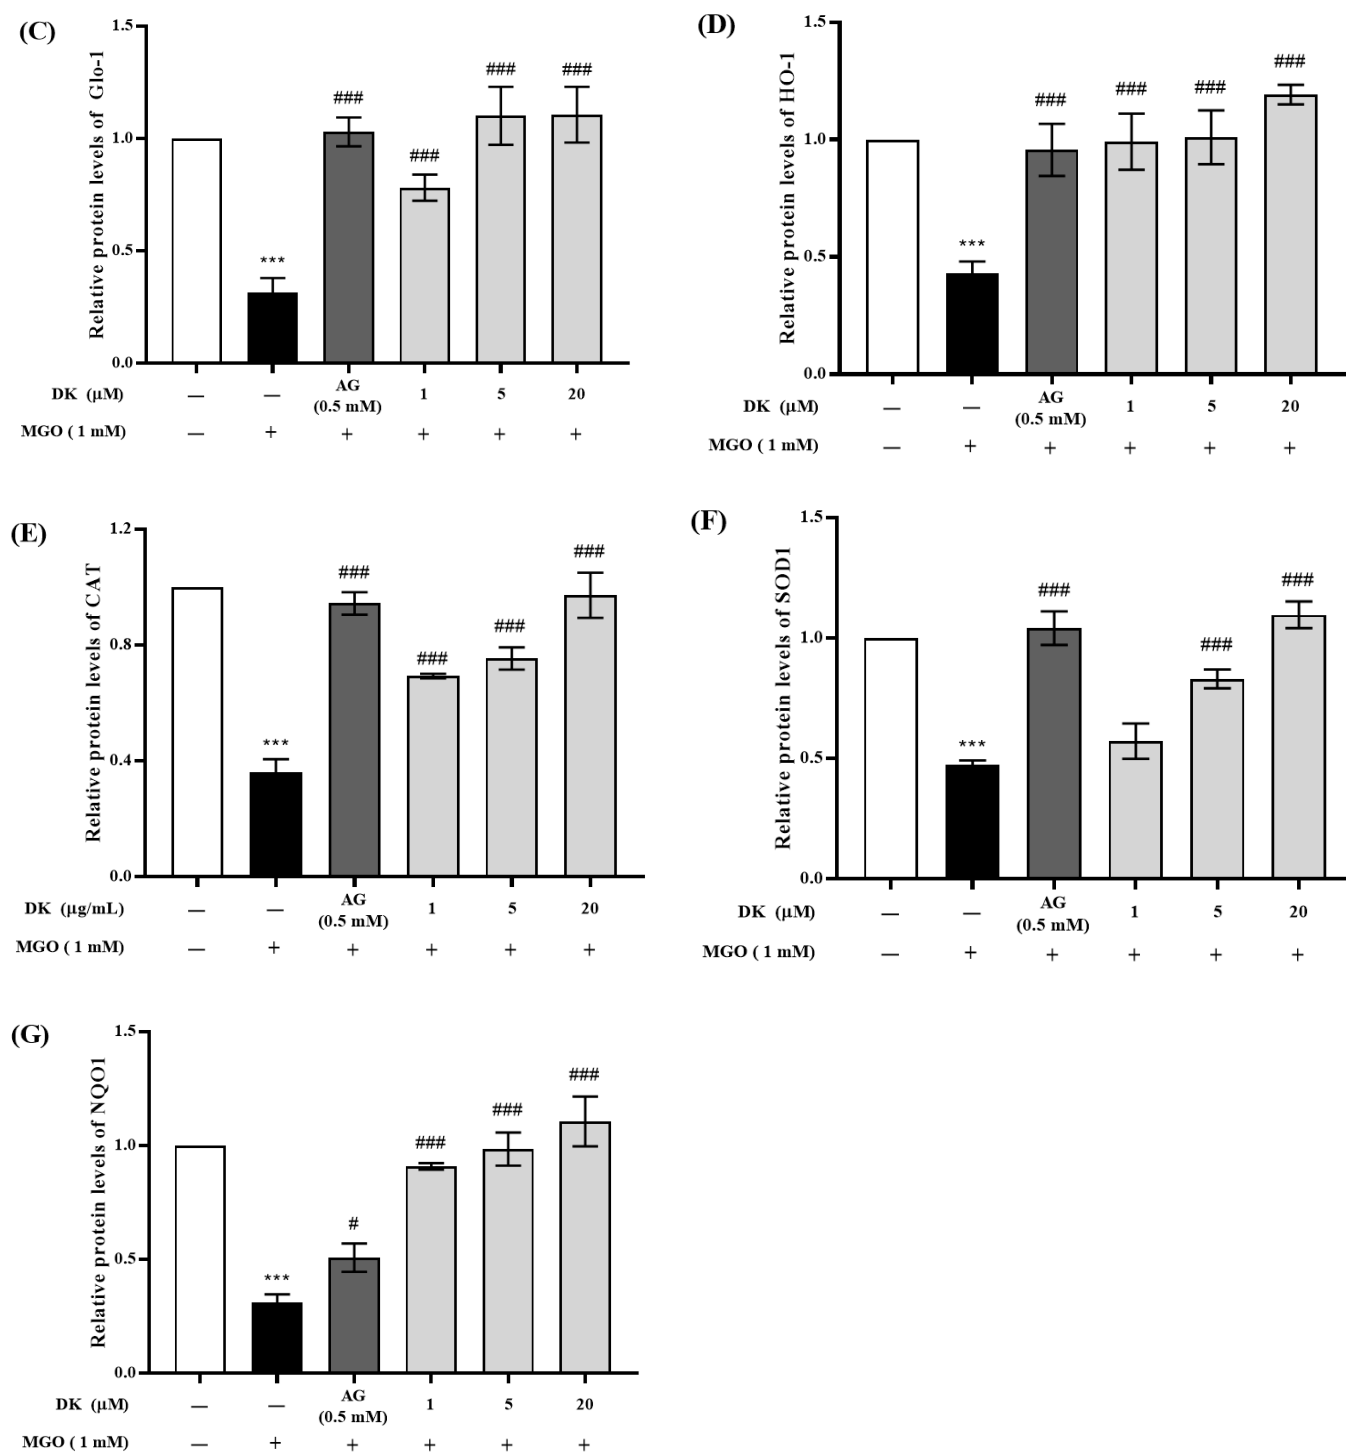 (C)
Relative protein levels of Glo-1
1.5
1.0
0.5
0.0
***
###
###
###
###
DK (μM) — — AG (0.5 mM) 1 5 20
MGO ( 1 mM) — + + + + +
(D)
Relative protein levels of HO-1
1.5
1.0
0.5
0.0
***
###
###
###
###
DK (μM) — — AG (0.5 mM) 1 5 20
MGO ( 1 mM) — + + + + +
(E)
Relative protein levels of CAT
1.2
0.8
0.4
0.0
***
###
###
###
###
DK (μg/mL) — — AG (0.5 mM) 1 5 20
MGO ( 1 mM) — + + + + +
(F)
Relative protein levels of SOD1
1.5
1.0
0.5
0.0
***
###
###
###
DK (μM) — — AG (0.5 mM) 1 5 20
MGO ( 1 mM) — + + + + +
(G)
Relative protein levels of NQO1
1.5
1.0
0.5
0.0
***
#
###
###
###
DK (μM) — — AG (0.5 mM) 1 5 20
MGO ( 1 mM) — + + + + +